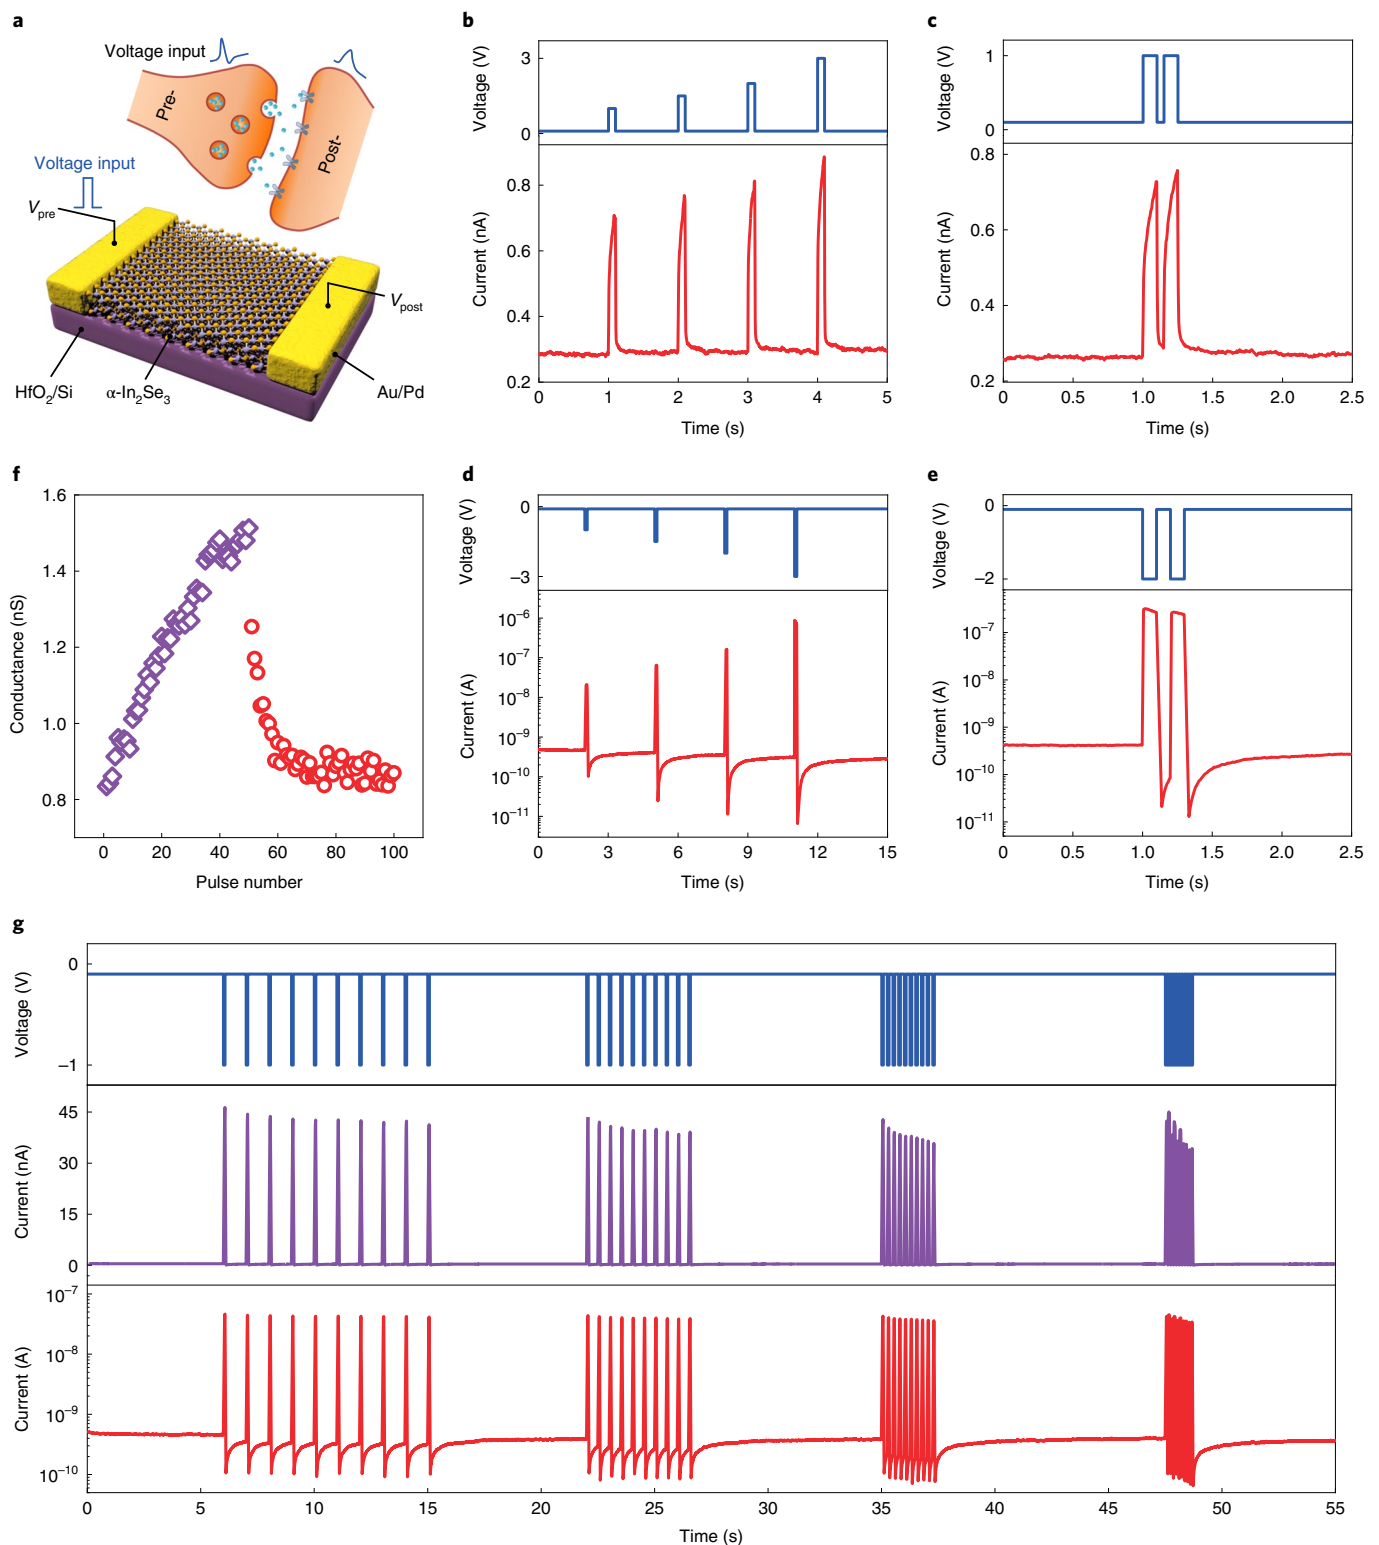 a
Voltage input
Pre-
Post-
Voltage input
V_pre
V_post
HfO₂/Si
α-In₂Se₃
Au/Pd
b
Voltage (V)
3
0
Current (nA)
0.8
0.6
0.4
0.2
0 1 2 3 4 5
Time (s)
c
Voltage (V)
1
0
Current (nA)
0.8
0.6
0.4
0.2
0 0.5 1.0 1.5 2.0 2.5
Time (s)
f
Conductance (nS)
1.6
1.4
1.2
1.0
0.8
0 20 40 60 80 100
Pulse number
d
Voltage (V)
0
−3
Current (A)
10⁻⁶
10⁻⁷
10⁻⁸
10⁻⁹
10⁻¹⁰
10⁻¹¹
0 3 6 9 12 15
Time (s)
e
Voltage (V)
0
−2
Current (A)
10⁻⁷
10⁻⁸
10⁻⁹
10⁻¹⁰
10⁻¹¹
0 0.5 1.0 1.5 2.0 2.5
Time (s)
g
Voltage (V)
0
−1
Current (nA)
45
30
15
0
Current (A)
10⁻⁷
10⁻⁸
10⁻⁹
10⁻¹⁰
0 5 10 15 20 25 30 35 40 45 50 55
Time (s)